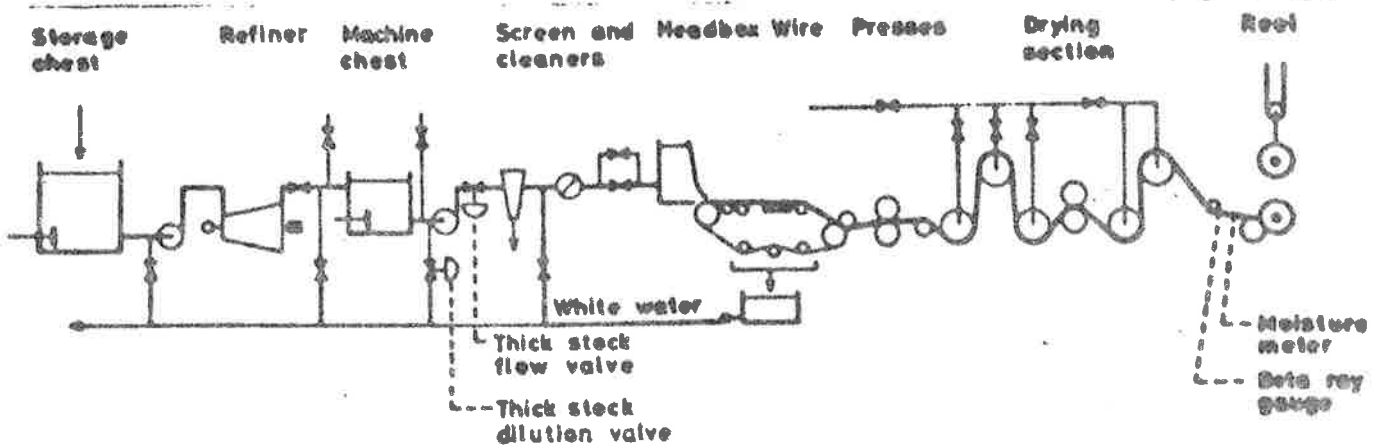 Storage
chest
Refiner
Machine
chest
Screen and
cleaners
Headbox
Wire
Presses
Drying
section
Reel
White water
Thick stock
flow valve
Thick stock
dilution valve
Moisture
meter
Beta ray
gauge